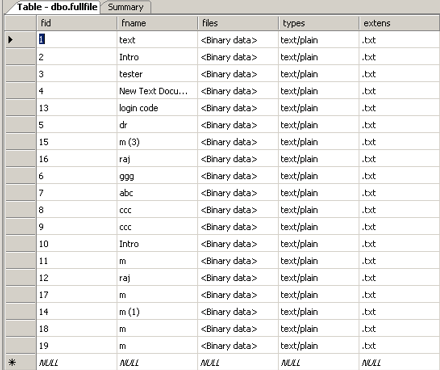 Table - dbo.fullfile Summary
fid fname files types extens
1 text <Binary data> text/plain .txt
2 Intro <Binary data> text/plain .txt
3 tester <Binary data> text/plain .txt
4 New Text Docu... <Binary data> text/plain .txt
13 login code <Binary data> text/plain .txt
5 dr <Binary data> text/plain .txt
15 m (3) <Binary data> text/plain .txt
16 raj <Binary data> text/plain .txt
6 ggg <Binary data> text/plain .txt
7 abc <Binary data> text/plain .txt
8 ccc <Binary data> text/plain .txt
9 ccc <Binary data> text/plain .txt
10 Intro <Binary data> text/plain .txt
11 m <Binary data> text/plain .txt
12 raj <Binary data> text/plain .txt
17 m <Binary data> text/plain .txt
14 m (1) <Binary data> text/plain .txt
18 m <Binary data> text/plain .txt
19 m <Binary data> text/plain .txt
NULL NULL NULL NULL NULL